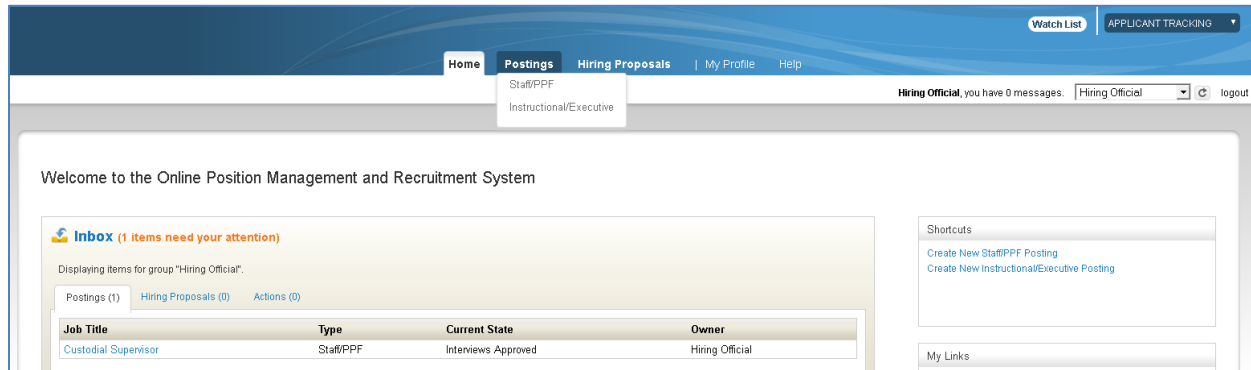 Watch List APPLICANT TRACKING
Home Postings Hiring Proposals | My Profile Help
Staff/PPF
Instructional/Executive
Hiring Official, you have 0 messages. Hiring Official logout
Welcome to the Online Position Management and Recruitment System
Inbox (1 items need your attention)
Displaying items for group "Hiring Official".
Postings (1) Hiring Proposals (0) Actions (0)
Job Title Type Current State Owner
Custodial Supervisor Staff/PPF Interviews Approved Hiring Official
Shortcuts
Create New Staff/PPF Posting
Create New Instructional/Executive Posting
My Links